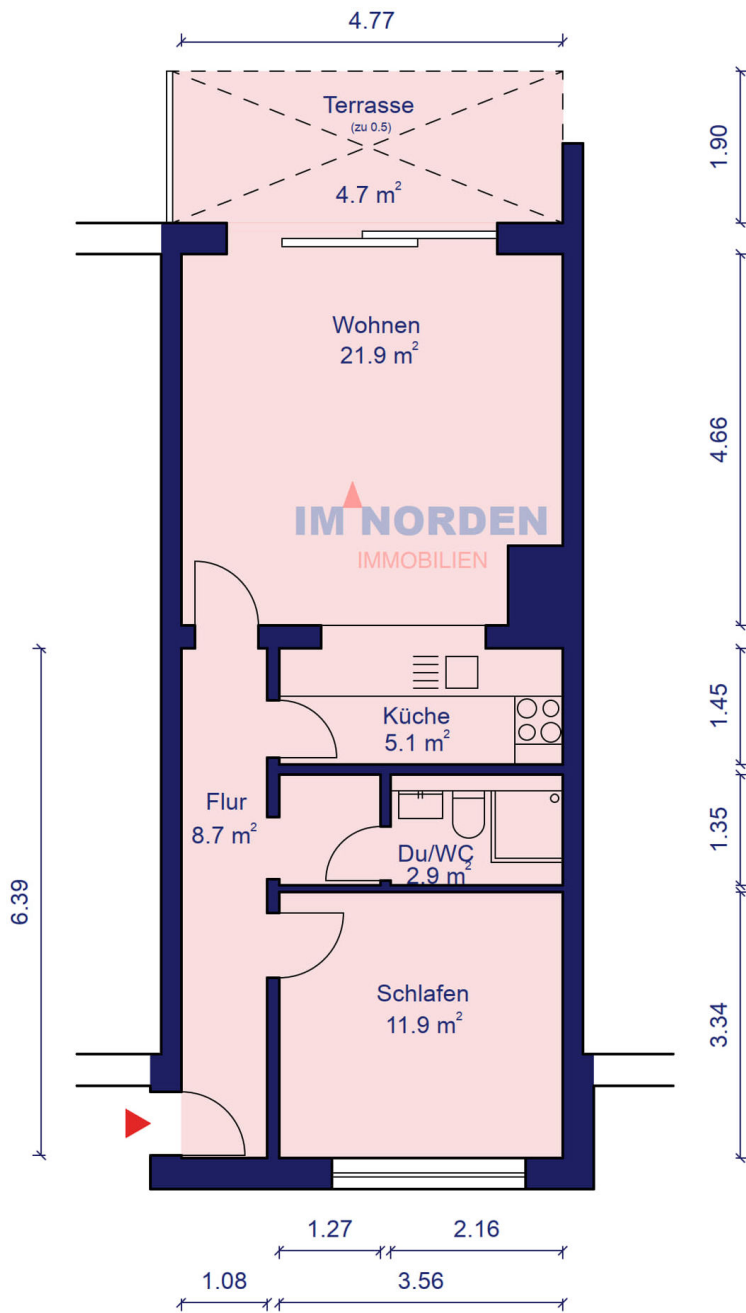 4.77
Terrasse
(zu 0.5)
4.7 m²
1.90
Wohnen
21.9 m²
4.66
IM NORDEN
IMMOBILIEN
Küche
5.1 m²
1.45
Flur
8.7 m²
Du/WC
2.9 m²
1.35
6.39
Schlafen
11.9 m²
3.34
1.27
2.16
1.08
3.56